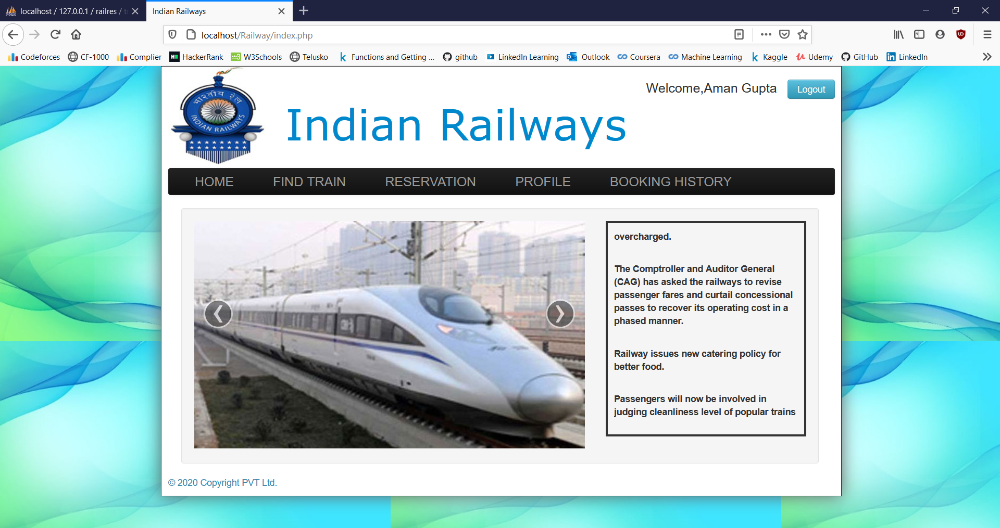 localhost / 127.0.0.1 / railres / t
Indian Railways
localhost/Railway/index.php
Codeforces CF-1000 Complier HackerRank W3Schools Telusko Functions and Getting ... github LinkedIn Learning Outlook Coursera Machine Learning Kaggle Udemy GitHub LinkedIn
भारतीय रेल
INDIAN RAILWAYS
Welcome,Aman Gupta Logout
Indian Railways
HOME FIND TRAIN RESERVATION PROFILE BOOKING HISTORY
overcharged.
The Comptroller and Auditor General
(CAG) has asked the railways to revise
passenger fares and curtail concessional
passes to recover its operating cost in a
phased manner.
Railway issues new catering policy for
better food.
Passengers will now be involved in
judging cleanliness level of popular trains
© 2020 Copyright PVT Ltd.